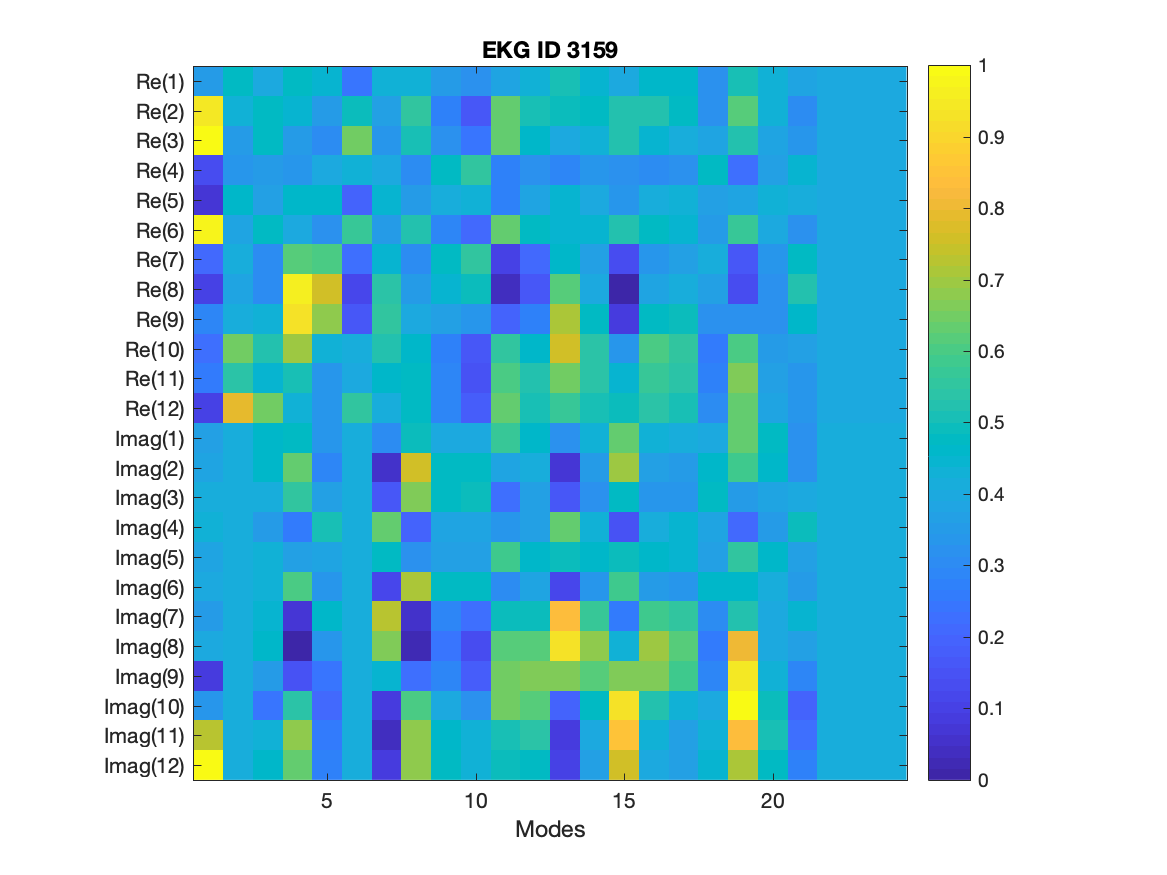 EKG ID 3159
Re(1)
Re(2)
Re(3)
Re(4)
Re(5)
Re(6)
Re(7)
Re(8)
Re(9)
Re(10)
Re(11)
Re(12)
Imag(1)
Imag(2)
Imag(3)
Imag(4)
Imag(5)
Imag(6)
Imag(7)
Imag(8)
Imag(9)
Imag(10)
Imag(11)
Imag(12)
5 10 15 20
Modes
1
0.9
0.8
0.7
0.6
0.5
0.4
0.3
0.2
0.1
0